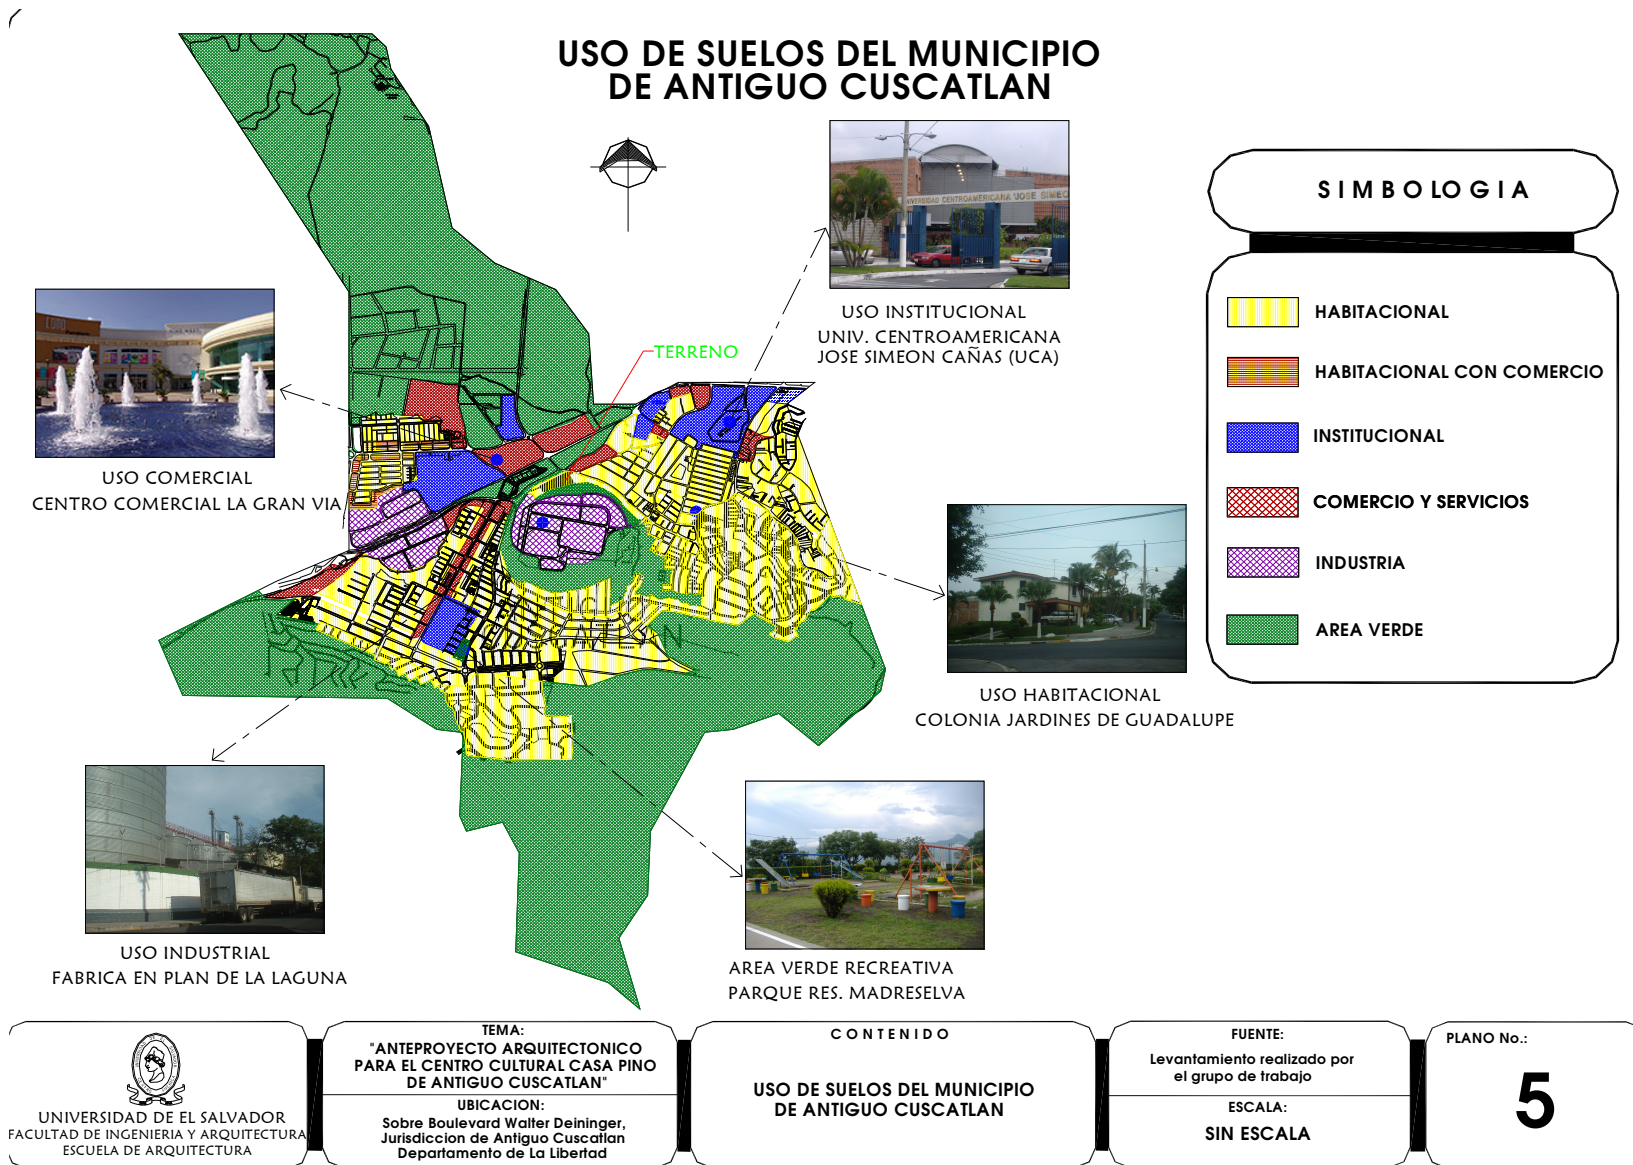 USO DE SUELOS DEL MUNICIPIO
DE ANTIGUO CUSCATLAN
SIMBOLOGIA
HABITACIONAL
HABITACIONAL CON COMERCIO
INSTITUCIONAL
COMERCIO Y SERVICIOS
INDUSTRIA
AREA VERDE
TERRENO
USO INSTITUCIONAL
UNIV. CENTROAMERICANA
JOSE SIMEON CAÑAS (UCA)
USO COMERCIAL
CENTRO COMERCIAL LA GRAN VIA
USO HABITACIONAL
COLONIA JARDINES DE GUADALUPE
USO INDUSTRIAL
FABRICA EN PLAN DE LA LAGUNA
AREA VERDE RECREATIVA
PARQUE RES. MADRESELVA
CENTROAMERICANA "JOSE SIMEO
UNIVERSIDAD DE EL SALVADOR
FACULTAD DE INGENIERIA Y ARQUITECTURA
ESCUELA DE ARQUITECTURA
TEMA:
"ANTEPROYECTO ARQUITECTONICO
PARA EL CENTRO CULTURAL CASA PINO
DE ANTIGUO CUSCATLAN"
UBICACION:
Sobre Boulevard Walter Deininger,
Jurisdiccion de Antiguo Cuscatlan
Departamento de La Libertad
CONTENIDO
USO DE SUELOS DEL MUNICIPIO
DE ANTIGUO CUSCATLAN
FUENTE:
Levantamiento realizado por
el grupo de trabajo
ESCALA:
SIN ESCALA
PLANO No.:
5